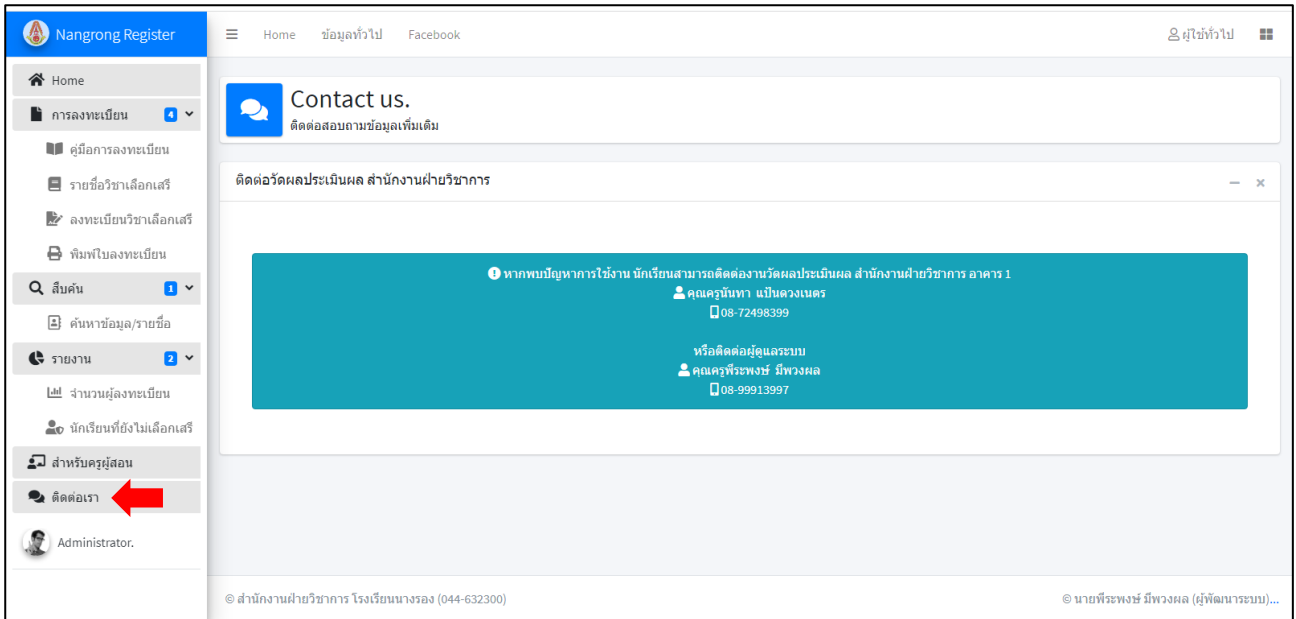 Nangrong Register
Home ข้อมูลทั่วไป Facebook
ผู้ใช้ทั่วไป
Home
การลงทะเบียน 4
คู่มือการลงทะเบียน
รายชื่อวิชาเลือกเสรี
ลงทะเบียนวิชาเลือกเสรี
พิมพ์ใบลงทะเบียน
สืบค้น 1
ค้นหาข้อมูล/รายชื่อ
รายงาน 2
จำนวนผู้ลงทะเบียน
นักเรียนที่ยังไม่เลือกเสรี
สำหรับครูผู้สอน
ติดต่อเรา
Administrator.
Contact us.
ติดต่อสอบถามข้อมูลเพิ่มเติม
ติดต่อวัดผลประเมินผล สำนักงานฝ่ายวิชาการ
หากพบปัญหาการใช้งาน นักเรียนสามารถติดต่องานวัดผลประเมินผล สำนักงานฝ่ายวิชาการ อาคาร 1
คุณครูนันทา แป้นดวงเนตร
08-72498399
หรือติดต่อผู้ดูแลระบบ
คุณครูพีระพงษ์ มีพวงผล
08-99913997
© สำนักงานฝ่ายวิชาการ โรงเรียนนางรอง (044-632300)
© นายพีระพงษ์ มีพวงผล (ผู้พัฒนาระบบ)...